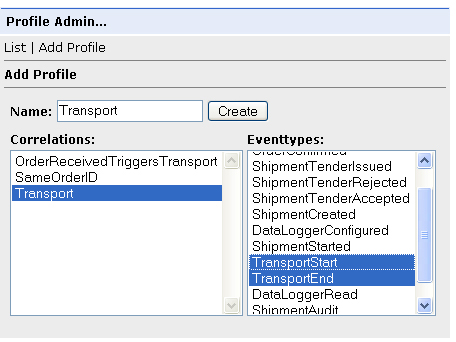 Profile Admin...
List | Add Profile
Add Profile
Name: Transport Create
Correlations:
OrderReceivedTriggersTransport
SameOrderID
Transport
Eventtypes:
OrderConfirmed
ShipmentTenderIssued
ShipmentTenderRejected
ShipmentTenderAccepted
ShipmentCreated
DataLoggerConfigured
ShipmentStarted
TransportStart
TransportEnd
DataLoggerRead
ShipmentAudit